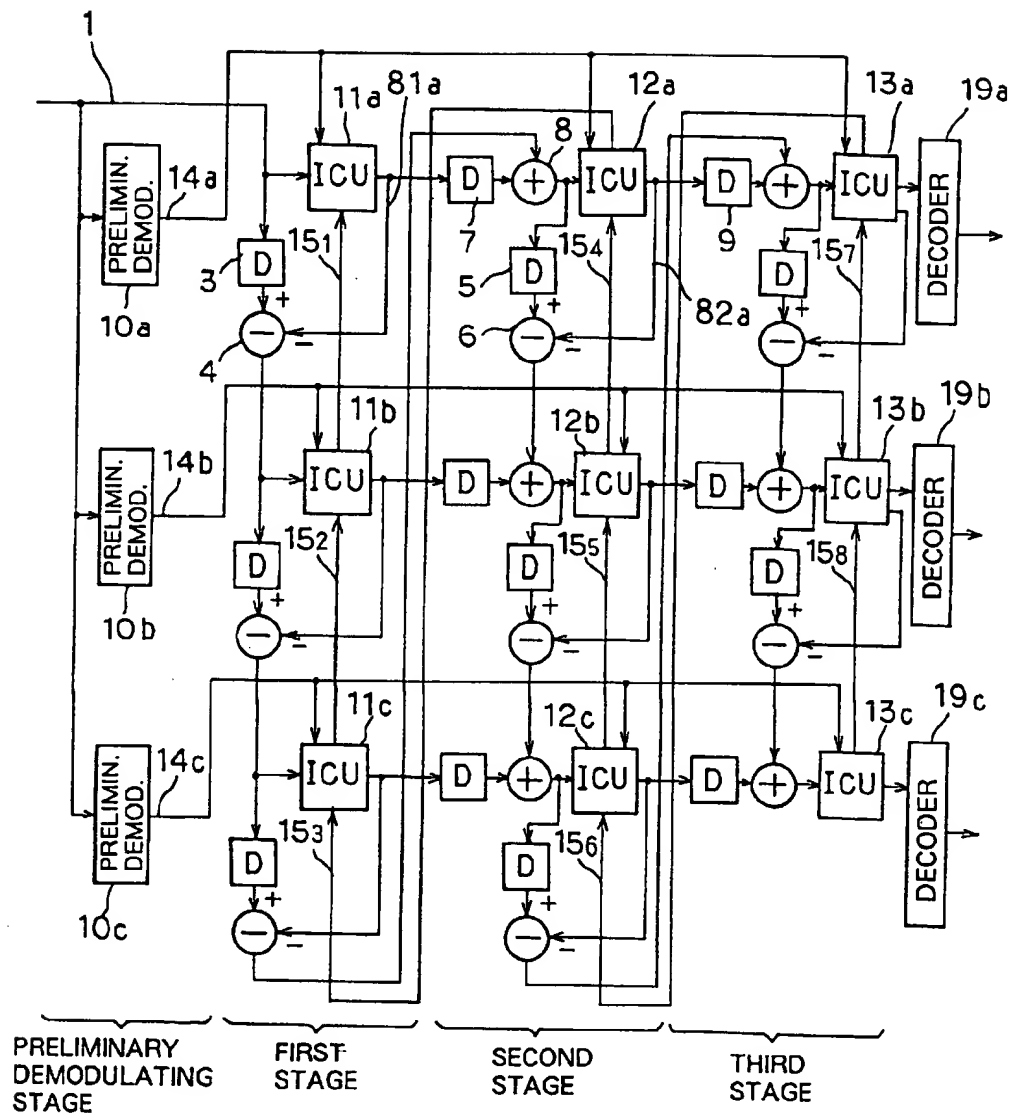 1
11a
81a
12a
13a
19a
PRELIMIN.
DEMOD.
14a
ICU
D
7
+
8
ICU
D
9
+
ICU
DECODER
10a
3
D
+
−
4
−
151
5
D
+
6
−
−
154
82a
D
+
−
−
157
11b
12b
13b
19b
PRELIMIN.
DEMOD.
14b
ICU
D
+
ICU
D
+
ICU
DECODER
10b
152
D
+
−
−
155
D
+
−
−
158
D
+
−
−
11c
12c
13c
19c
PRELIMIN.
DEMOD.
14c
ICU
D
+
ICU
D
+
ICU
DECODER
10c
153
D
+
−
−
156
D
+
−
−
PRELIMINARY
DEMODULATING
STAGE
FIRST
STAGE
SECOND
STAGE
THIRD
STAGE